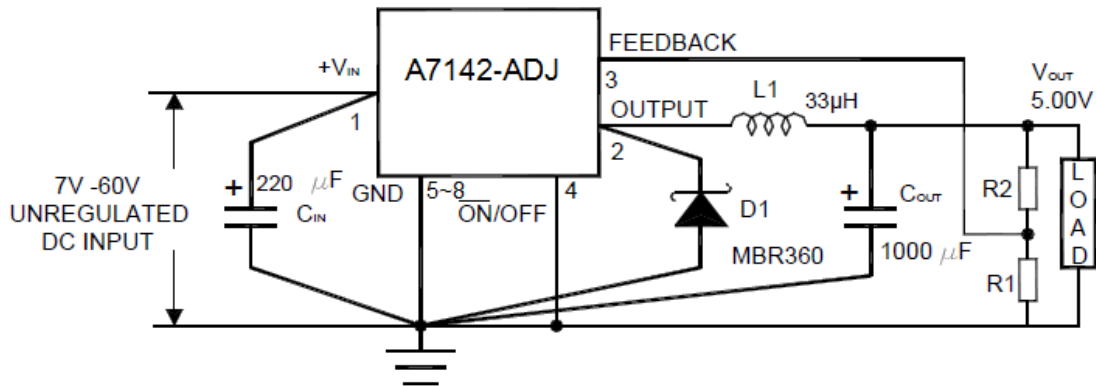 A7142-ADJ
+VIN
1
FEEDBACK
3
OUTPUT
2
L1
33μH
VOUT
5.00V
7V -60V
UNREGULATED
DC INPUT
+
220 μF
CIN
GND
5~8
ON/OFF
4
D1
MBR360
+
COUT
1000 μF
R2
R1
LOAD